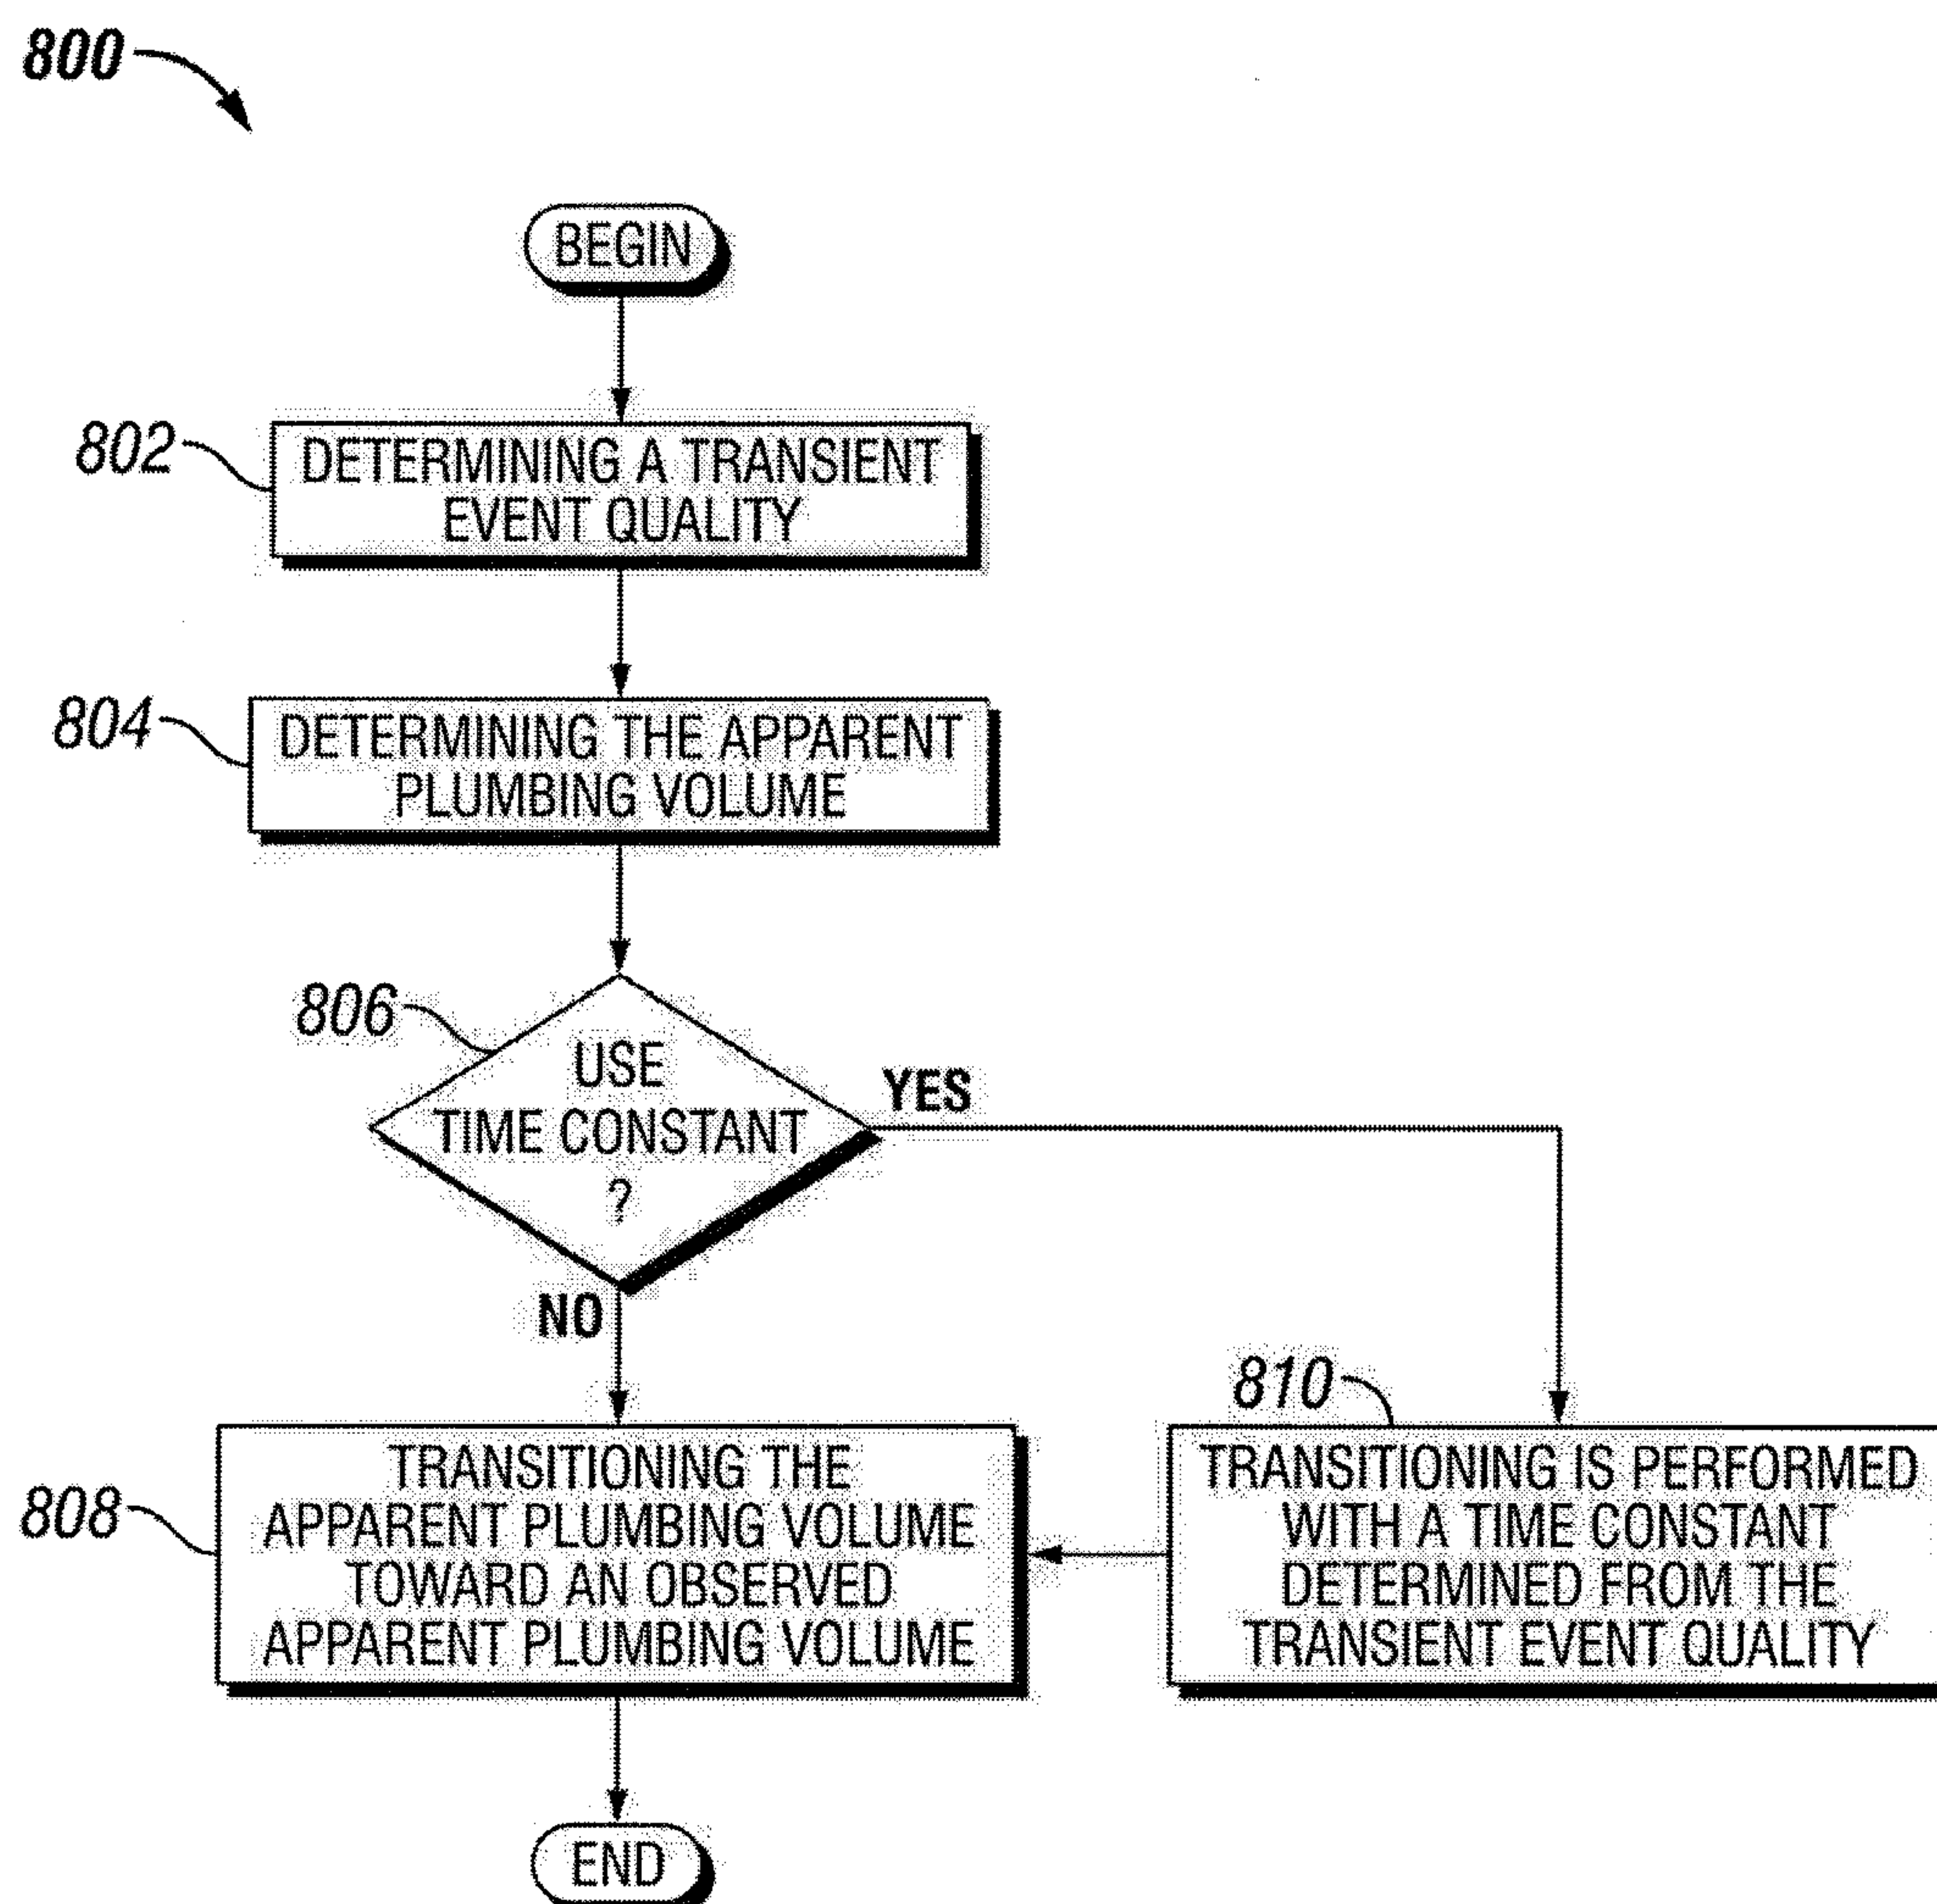 800
BEGIN
802
DETERMINING A TRANSIENT
EVENT QUALITY
804
DETERMINING THE APPARENT
PLUMBING VOLUME
806
USE
TIME CONSTANT
?
YES
NO
808
TRANSITIONING THE
APPARENT PLUMBING VOLUME
TOWARD AN OBSERVED
APPARENT PLUMBING VOLUME
810
TRANSITIONING IS PERFORMED
WITH A TIME CONSTANT
DETERMINED FROM THE
TRANSIENT EVENT QUALITY
END